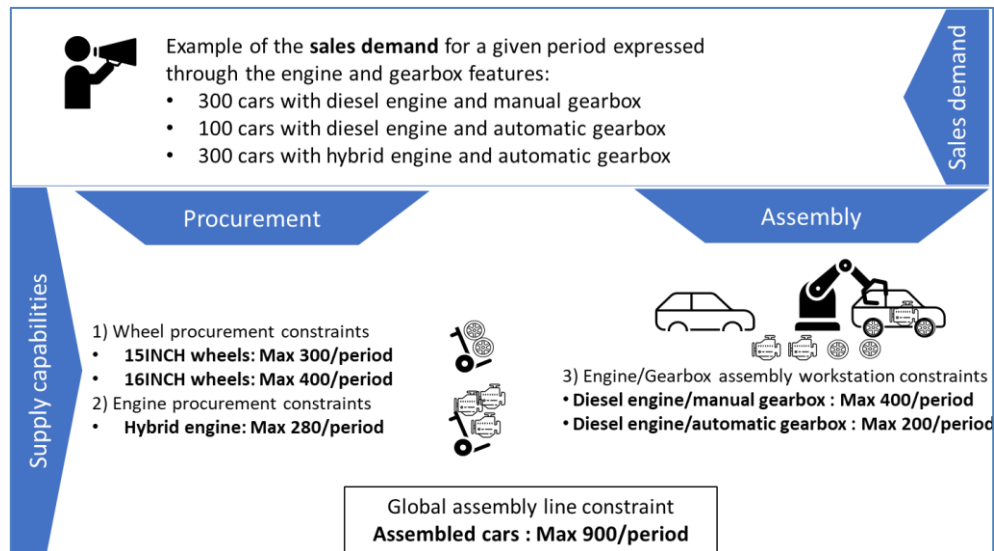 Example of the sales demand for a given period expressed
through the engine and gearbox features:
• 300 cars with diesel engine and manual gearbox
• 100 cars with diesel engine and automatic gearbox
• 300 cars with hybrid engine and automatic gearbox
Sales demand
Procurement
Assembly
Supply capabilities
1) Wheel procurement constraints
• 15INCH wheels: Max 300/period
• 16INCH wheels: Max 400/period
2) Engine procurement constraints
• Hybrid engine: Max 280/period
3) Engine/Gearbox assembly workstation constraints
• Diesel engine/manual gearbox : Max 400/period
• Diesel engine/automatic gearbox : Max 200/period
Global assembly line constraint
Assembled cars : Max 900/period